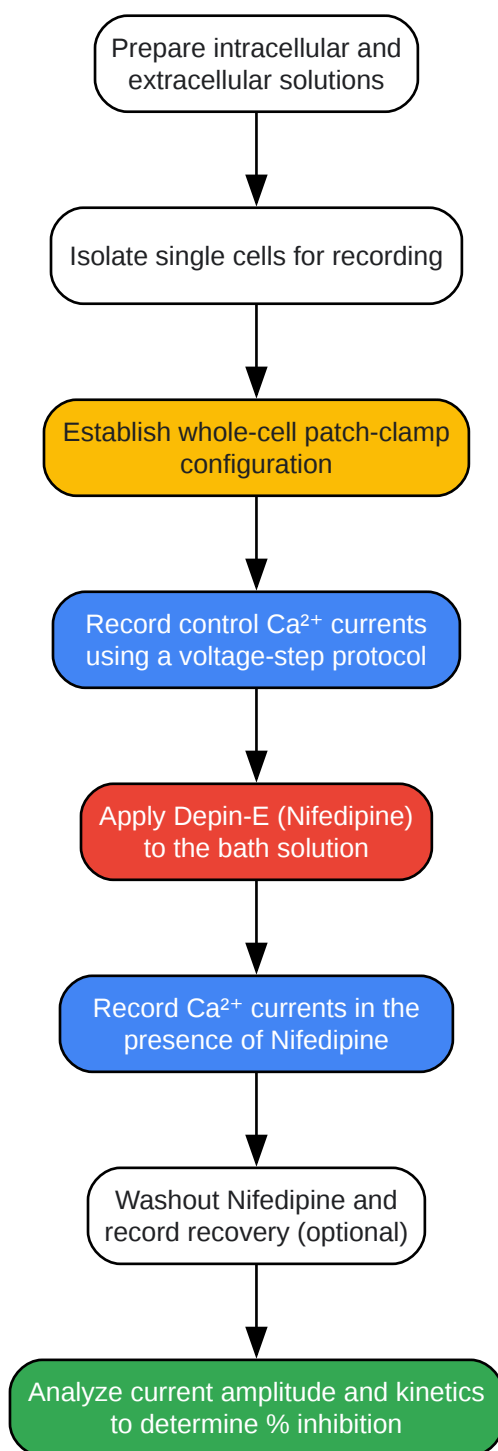 Prepare intracellular and
extracellular solutions
Isolate single cells for recording
Establish whole-cell patch-clamp
configuration
Record control Ca²⁺ currents
using a voltage-step protocol
Apply Depin-E (Nifedipine)
to the bath solution
Record Ca²⁺ currents in the
presence of Nifedipine
Washout Nifedipine and
record recovery (optional)
Analyze current amplitude and kinetics
to determine % inhibition